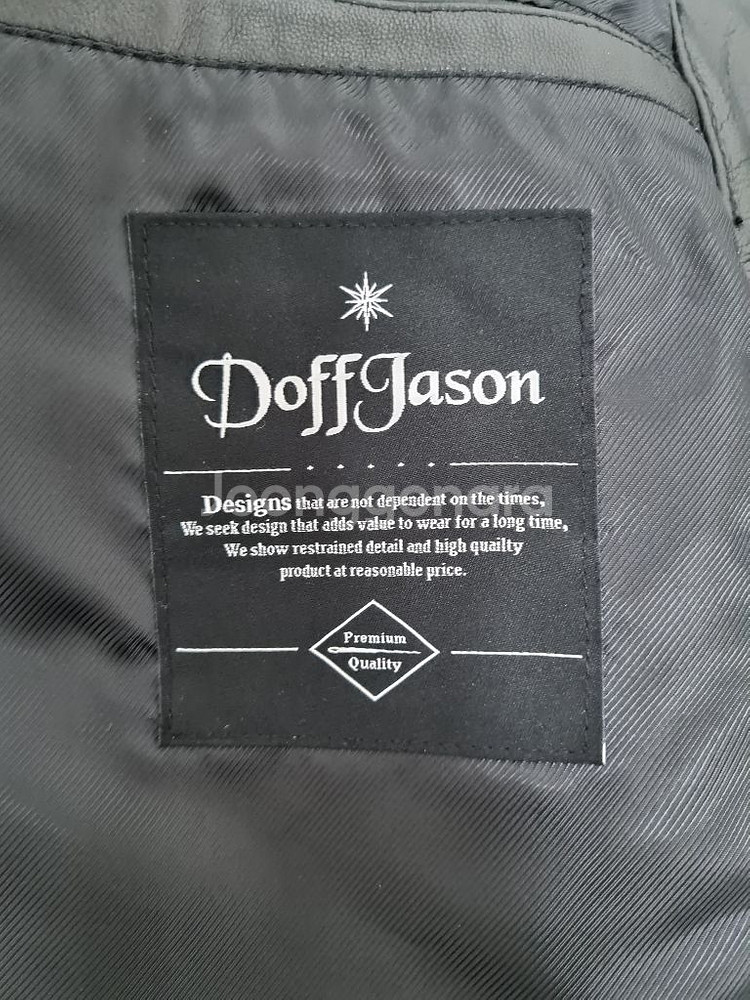 DoffJason
Joonggonara
Designs that are not dependent on the times,
We seek design that adds value to wear for a long time,
We show restrained detail and high quailty
product at reasonable price.
Premium
Quality